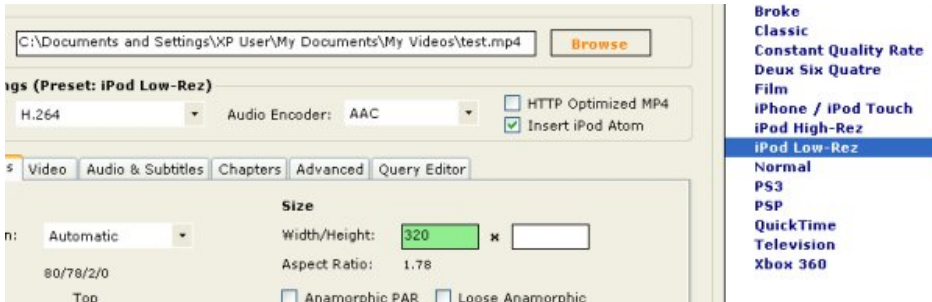 C:\Documents and Settings\XP User\My Documents\My Videos\test.mp4 Browse
ngs (Preset: iPod Low-Rez)
H.264 Audio Encoder: AAC HTTP Optimized MP4
Insert iPod Atom
s Video Audio & Subtitles Chapters Advanced Query Editor
Size
n: Automatic Width/Height: 320 x
Aspect Ratio: 1.78
80/78/2/0
Top Anamorphic PAR Loose Anamorphic
Broke
Classic
Constant Quality Rate
Deux Six Quatre
Film
iPhone / iPod Touch
iPod High-Rez
iPod Low-Rez
Normal
PS3
PSP
QuickTime
Television
Xbox 360